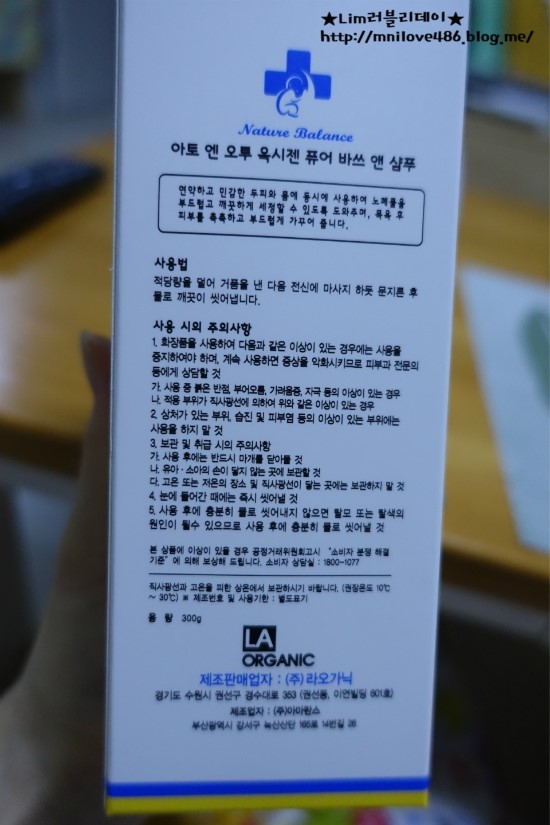 ★Lim러블리데이★
http://mnilove486.blog.me/
Nature Balance
아토 엔 오투 옥시젠 퓨어 바쓰 앤 샴푸
연약하고 민감한 두피와 몸에 동시에 사용하여 노폐물을
부드럽고 깨끗하게 세정할 수 있도록 도와주며, 목욕 후
피부를 촉촉하고 부드럽게 가꾸어 줍니다.
사용법
적당량을 덜어 거품을 낸 다음 전신에 마사지 하듯 문지른 후
물로 깨끗이 씻어냅니다.
사용 시의 주의사항
1. 화장품을 사용하여 다음과 같은 이상이 있는 경우에는 사용을
중지하여야 하며, 계속 사용하면 증상을 악화시키므로 피부과 전문의
등에게 상담할 것
가. 사용 중 붉은 반점, 부어오름, 가려움증, 자극 등의 이상이 있는 경우
나. 적용 부위가 직사광선에 의하여 위와 같은 이상이 있는 경우
2. 상처가 있는 부위, 습진 및 피부염 등의 이상이 있는 부위에는
사용을 하지 말 것
3. 보관 및 취급 시의 주의사항
가. 사용 후에는 반드시 마개를 닫아둘 것
나. 유아·소아의 손이 닿지 않는 곳에 보관할 것
다. 고온 또는 저온의 장소 및 직사광선이 닿는 곳에는 보관하지 말 것
4. 눈에 들어간 때에는 즉시 씻어낼 것
5. 사용 후에 충분히 물로 씻어내지 않으면 탈모 또는 탈색의
원인이 될수 있으므로 사용 후에 충분히 물로 씻어낼 것
본 상품에 이상이 있을 경우 공정거래위원회고시 "소비자 분쟁 해결
기준"에 의해 보상해 드립니다. 소비자 상담실 : 1800-1077
직사광선과 고온을 피한 상온에서 보관하시기 바랍니다. (권장온도 10℃
~ 30℃) ※ 제조번호 및 사용기한 : 별도표기
용 량 300g
LA
ORGANIC
제조판매업자 : (주)라오가닉
경기도 수원시 권선구 경수대로 353 (권선동, 이연빌딩 601호)
제조업자 : (주)아마란스
부산광역시 강서구 녹산산단 165로 14번길 26